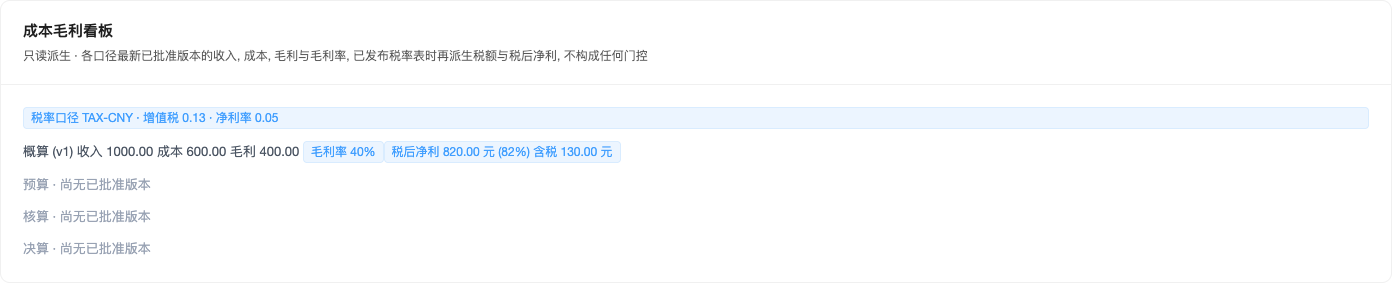 成本毛利看板
只读派生 · 各口径最新已批准版本的收入, 成本, 毛利与毛利率, 已发布税率表时再派生税额与税后净利, 不构成任何门控
税率口径 TAX-CNY · 增值税 0.13 · 净利率 0.05
概算 (v1) 收入 1000.00 成本 600.00 毛利 400.00 毛利率 40% 税后净利 820.00 元 (82%) 含税 130.00 元
预算 · 尚无已批准版本
核算 · 尚无已批准版本
决算 · 尚无已批准版本